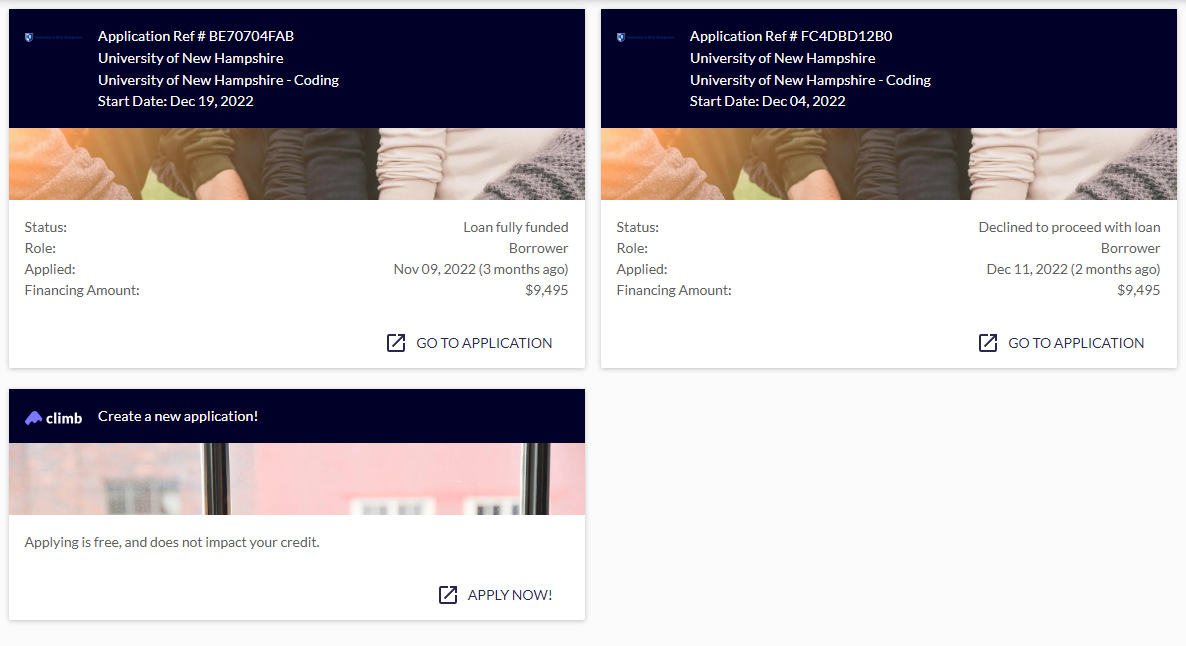 Application Ref # BE70704FAB
University of New Hampshire
University of New Hampshire - Coding
Start Date: Dec 19, 2022
Status: Loan fully funded
Role: Borrower
Applied: Nov 09, 2022 (3 months ago)
Financing Amount: $9,495
GO TO APPLICATION
Application Ref # FC4DBD12B0
University of New Hampshire
University of New Hampshire - Coding
Start Date: Dec 04, 2022
Status: Declined to proceed with loan
Role: Borrower
Applied: Dec 11, 2022 (2 months ago)
Financing Amount: $9,495
GO TO APPLICATION
climb Create a new application!
Applying is free, and does not impact your credit.
APPLY NOW!